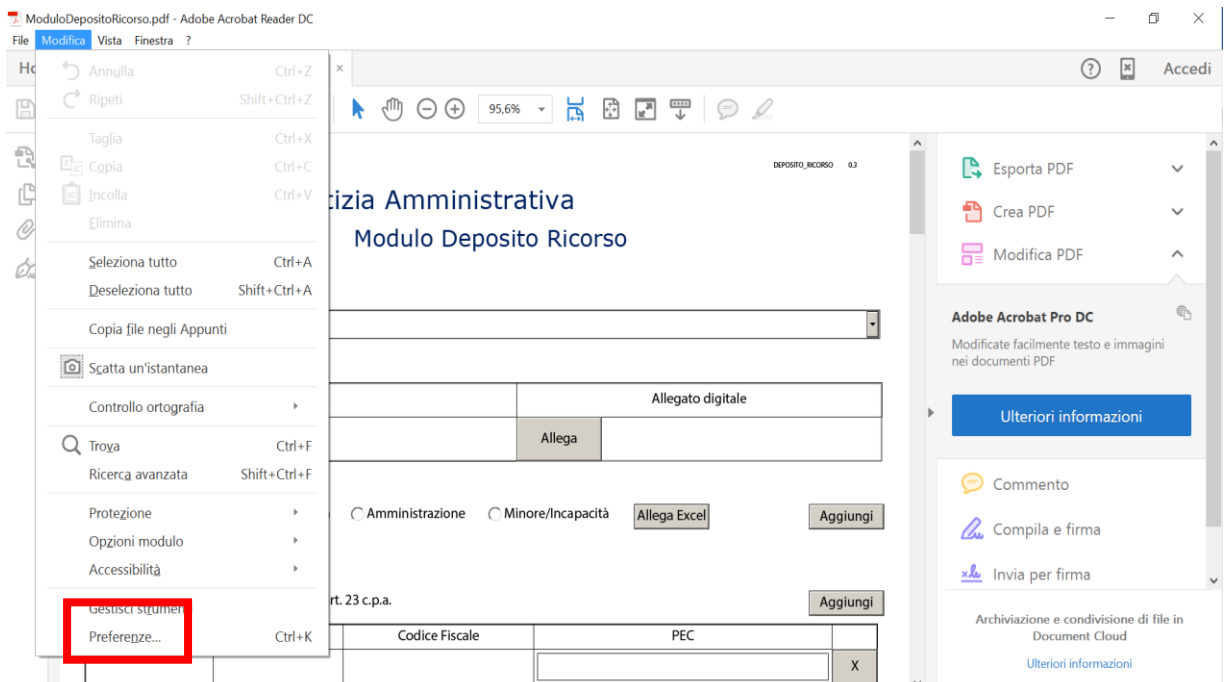 ModuloDepositoRicorso.pdf - Adobe Acrobat Reader DC
File Modifica Vista Finestra ?
Accedi
Annulla Ctrl+Z
Ripeti Shift+Ctrl+Z
95,6%
Taglia Ctrl+X
Copia Ctrl+C
Incolla Ctrl+V
Elimina
Seleziona tutto Ctrl+A
Deseleziona tutto Shift+Ctrl+A
Copia file negli Appunti
Scatta un'istantanea
Controllo ortografia
Trova Ctrl+F
Ricerca avanzata Shift+Ctrl+F
Protezione
Opzioni modulo
Accessibilità
Gestisci
Preferenze... Ctrl+K
DEPOSITO_RICORSO 0.3
tizia Amministrativa
Modulo Deposito Ricorso
Allegato digitale
Allega
Amministrazione Minore/Incapacità Allega Excel Aggiungi
rt. 23 c.p.a. Aggiungi
Codice Fiscale PEC
X
Esporta PDF
Crea PDF
Modifica PDF
Adobe Acrobat Pro DC
Modificate facilmente testo e immagini
nei documenti PDF
Ulteriori informazioni
Commento
Compila e firma
Invia per firma
Archiviazione e condivisione di file in
Document Cloud
Ulteriori informazioni